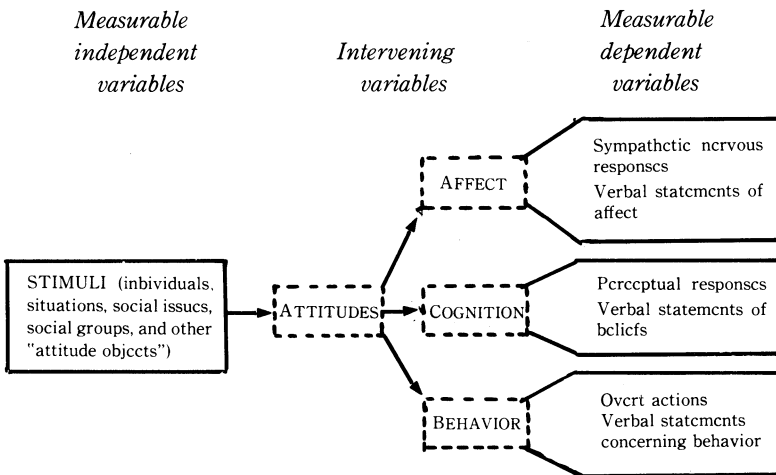 Measurable
independent
variables
Intervening
variables
Measurable
dependent
variables
STIMULI (inbividuals,
situations, social issucs,
social groups, and other
"attitude objccts")
ATTITUDES
AFFECT
COGNITION
BEHAVIOR
Sympathctic ncrvous
responscs
Verbal statcmcnts of
affect
Pcrccptual responscs
Verbal statemcnts of
bclicfs
Ovcrt actions
Verbal statcmcnts
concerning behavior